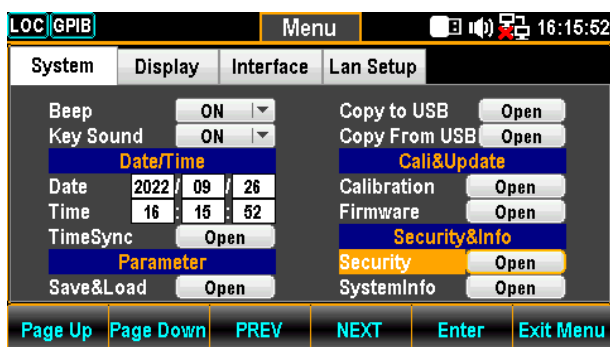 LOC GPIB Menu 16:15:52
System Display Interface Lan Setup
Beep ON Copy to USB Open
Key Sound ON Copy From USB Open
Date/Time Cali&Update
Date 2022 / 09 / 26 Calibration Open
Time 16 : 15 : 52 Firmware Open
TimeSync Open Security&Info
Parameter Security Open
Save&Load Open SystemInfo Open
Page Up Page Down PREV NEXT Enter Exit Menu